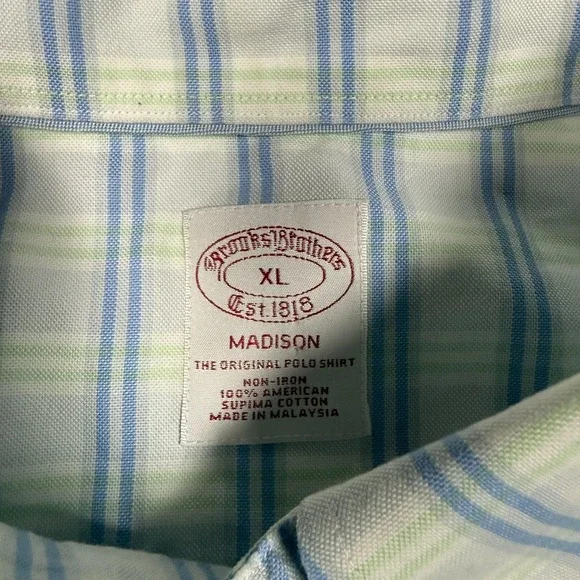 Brooks Brothers
XL
Est. 1818
MADISON
THE ORIGINAL POLO SHIRT
NON-IRON
100% AMERICAN
SUPIMA COTTON
MADE IN MALAYSIA